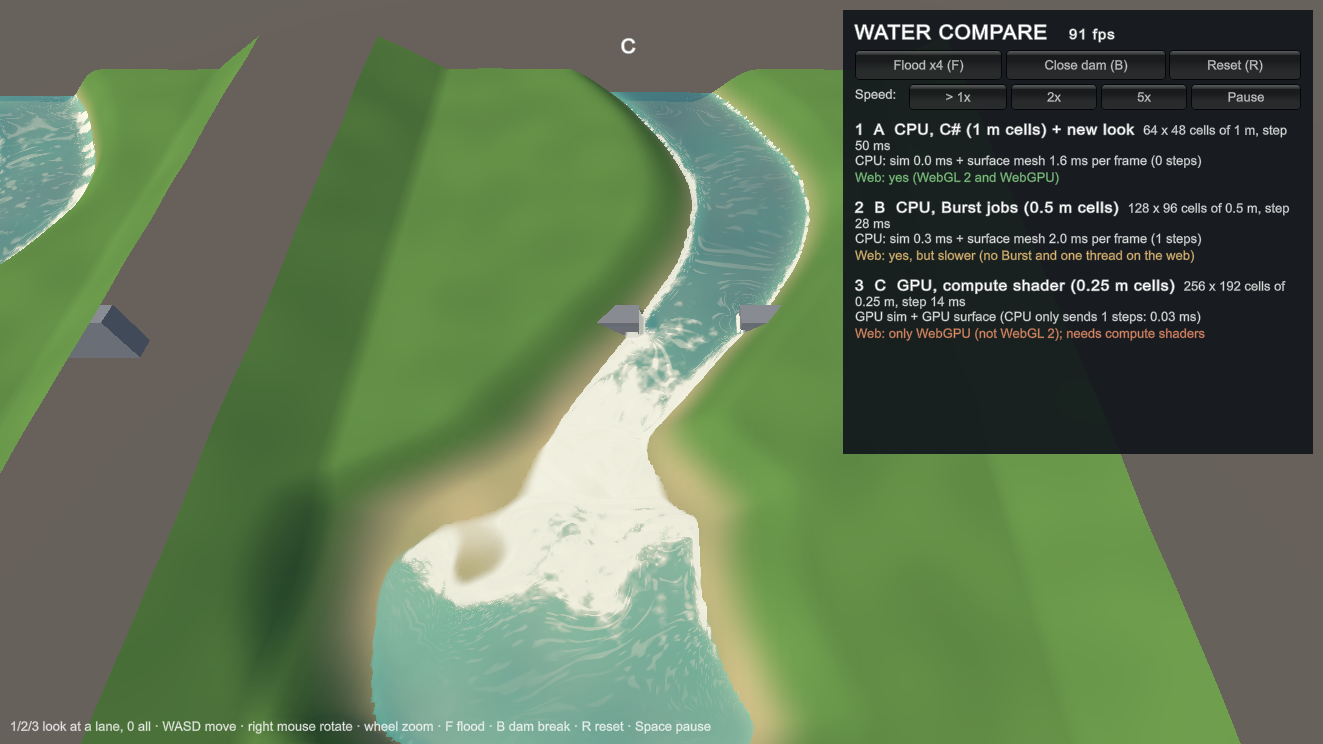 C
WATER COMPARE 91 fps
Flood x4 (F) Close dam (B) Reset (R)
Speed: > 1x 2x 5x Pause
1 A CPU, C# (1 m cells) + new look 64 x 48 cells of 1 m, step
50 ms
CPU: sim 0.0 ms + surface mesh 1.6 ms per frame (0 steps)
Web: yes (WebGL 2 and WebGPU)
2 B CPU, Burst jobs (0.5 m cells) 128 x 96 cells of 0.5 m, step
28 ms
CPU: sim 0.3 ms + surface mesh 2.0 ms per frame (1 steps)
Web: yes, but slower (no Burst and one thread on the web)
3 C GPU, compute shader (0.25 m cells) 256 x 192 cells of
0.25 m, step 14 ms
GPU sim + GPU surface (CPU only sends 1 steps: 0.03 ms)
Web: only WebGPU (not WebGL 2); needs compute shaders
1/2/3 look at a lane, 0 all · WASD move · right mouse rotate · wheel zoom · F flood · B dam break · R reset · Space pause